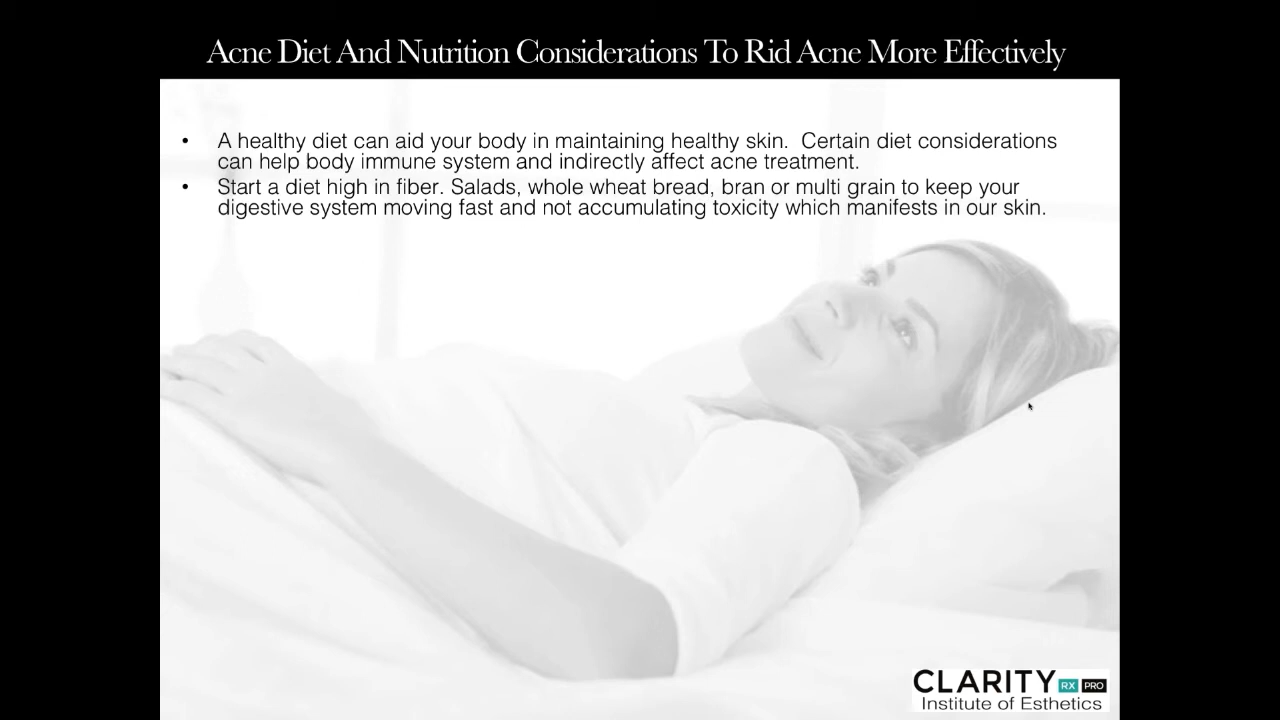 Acne Diet And Nutrition Considerations To Rid Acne More Effectively
• A healthy diet can aid your body in maintaining healthy skin.  Certain diet considerations
can help body immune system and indirectly affect acne treatment.
• Start a diet high in fiber. Salads, whole wheat bread, bran or multi grain to keep your
digestive system moving fast and not accumulating toxicity which manifests in our skin.
CLARITY RX PRO
Institute of Esthetics